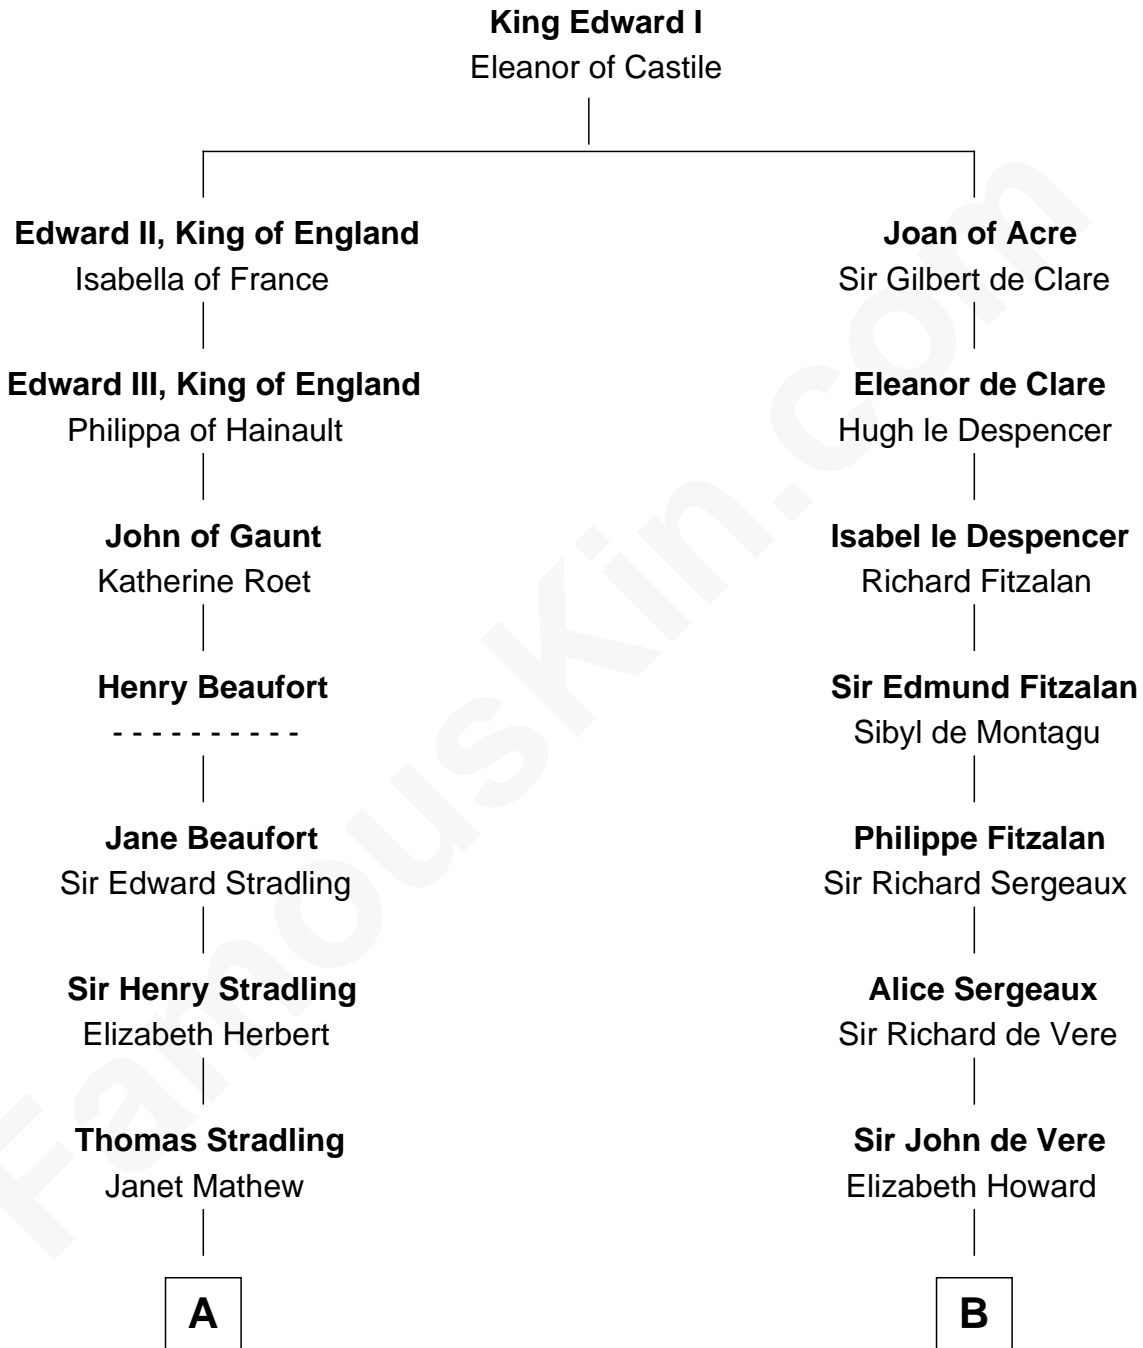 King Edward I
Eleanor of Castile
Edward II, King of England
Isabella of France
Edward III, King of England
Philippa of Hainault
John of Gaunt
Katherine Roet
Henry Beaufort
- - - - - - - - - -
Jane Beaufort
Sir Edward Stradling
Sir Henry Stradling
Elizabeth Herbert
Thomas Stradling
Janet Mathew
A
Joan of Acre
Sir Gilbert de Clare
Eleanor de Clare
Hugh le Despencer
Isabel le Despencer
Richard Fitzalan
Sir Edmund Fitzalan
Sibyl de Montagu
Philippe Fitzalan
Sir Richard Sergeaux
Alice Sergeaux
Sir Richard de Vere
Sir John de Vere
Elizabeth Howard
B
FamousKin.com